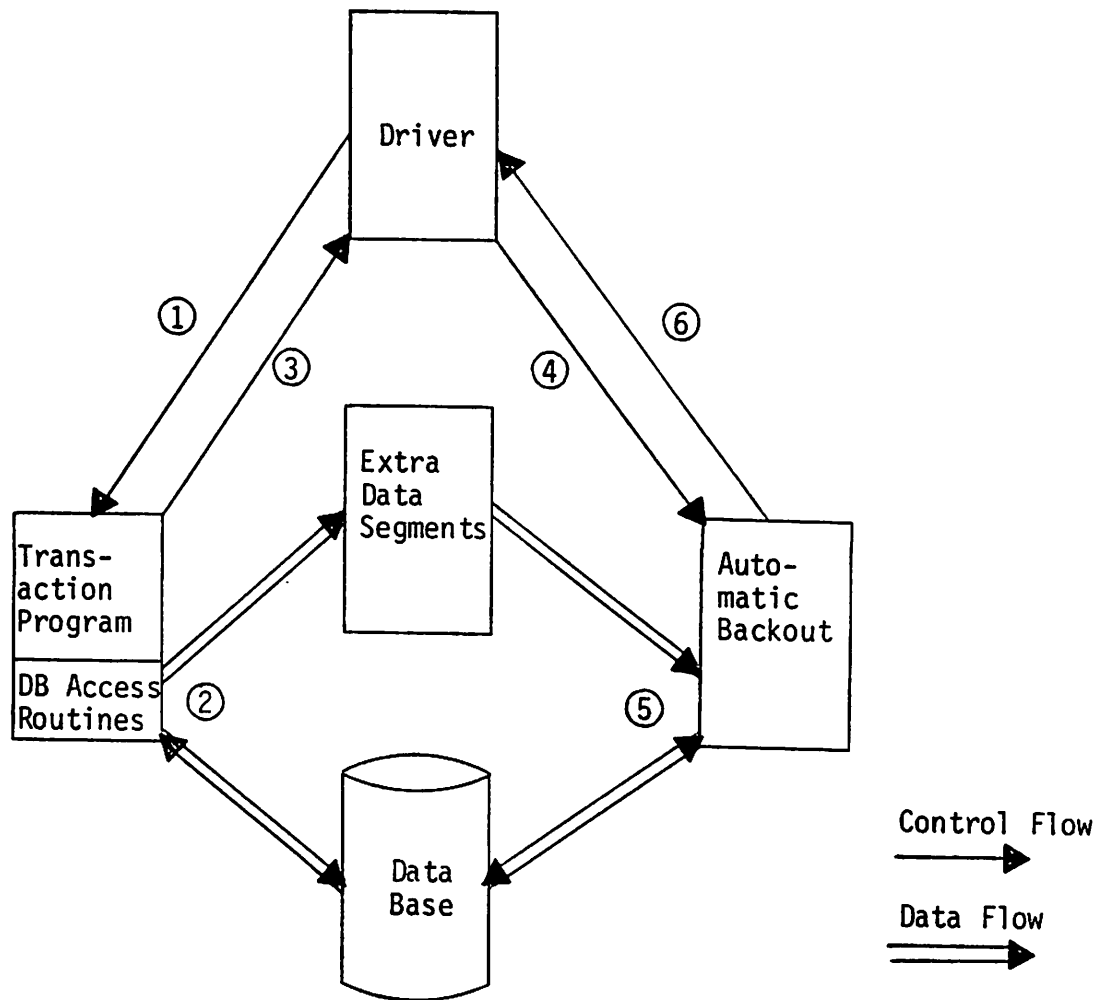 Driver
①
⑥
③
④
Extra
Data
Segments
Trans-
action
Program
Auto-
matic
Backout
DB Access
Routines
②
⑤
Data
Base
Control Flow
Data Flow